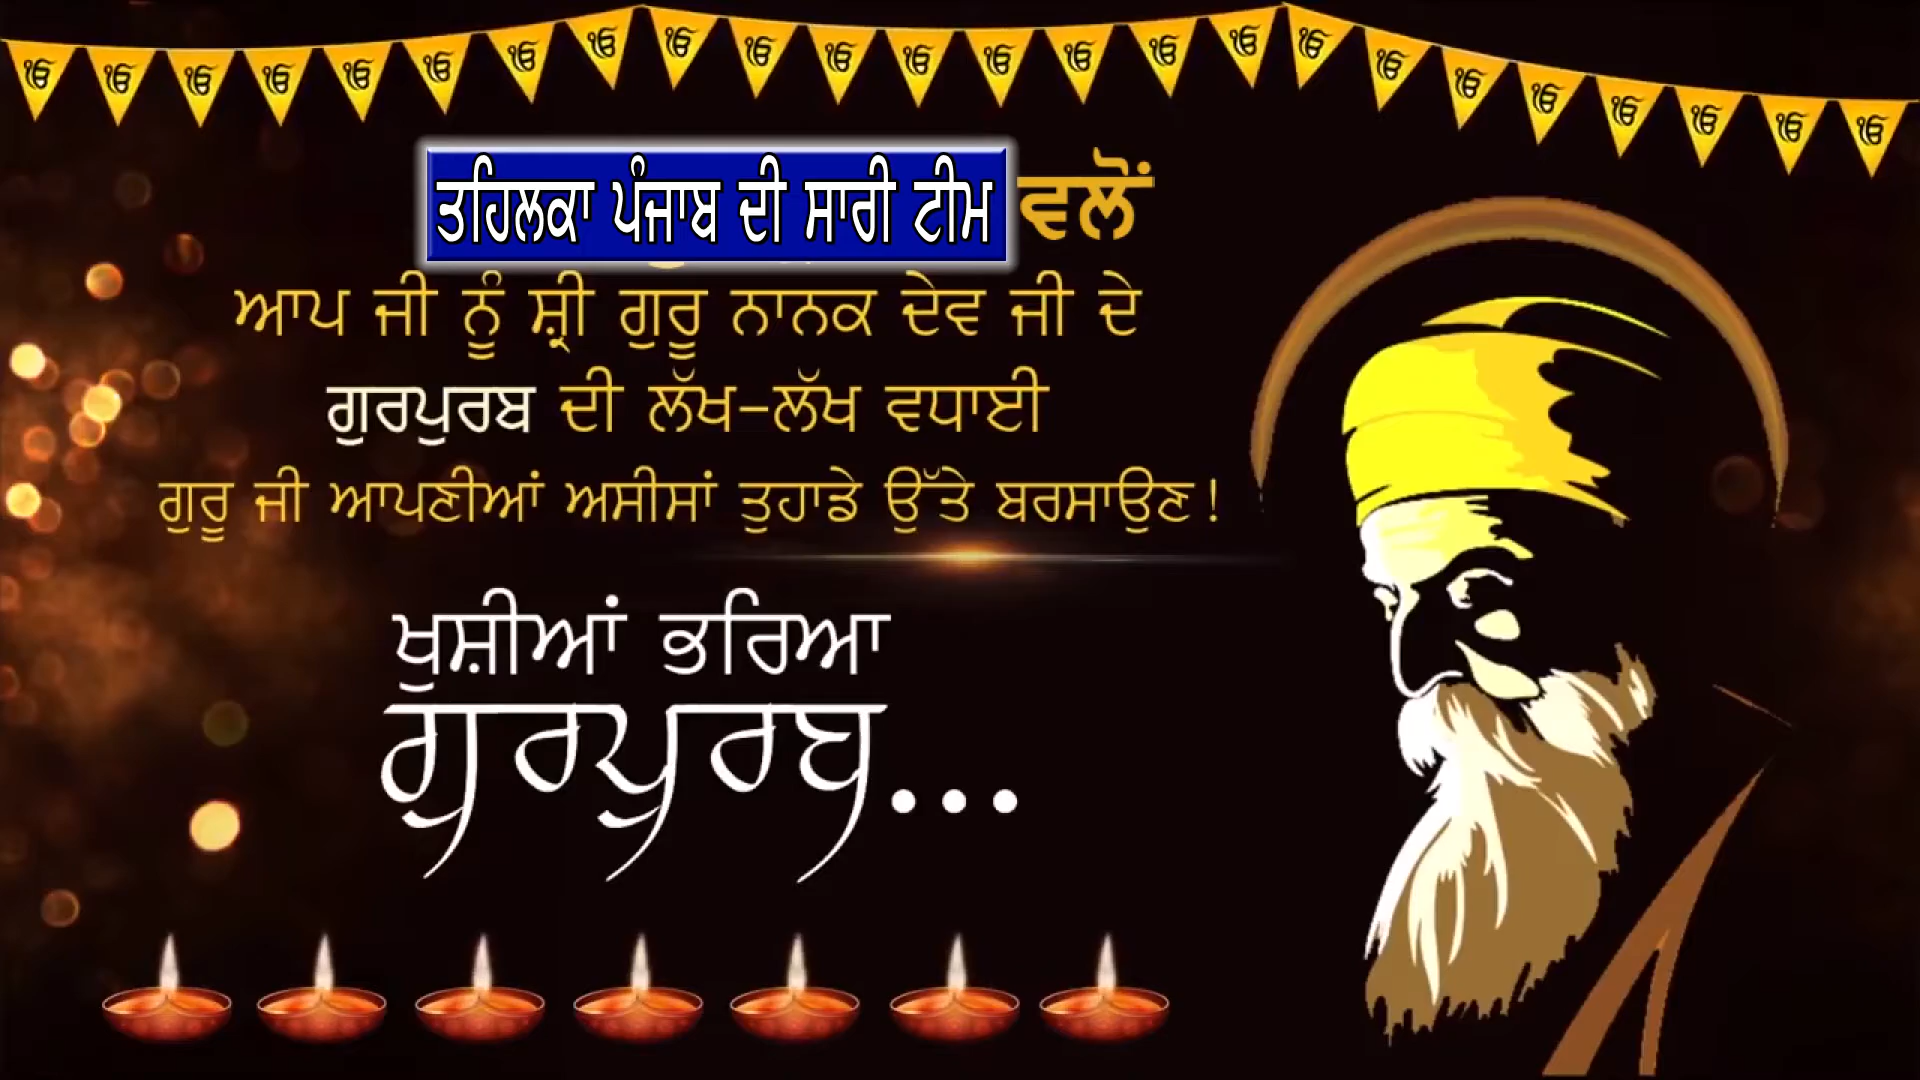 ੴ ੴ ੴ ੴ ੴ ੴ ੴ ੴ ੴ ੴ ੴ ੴ ੴ ੴ ੴ ੴ ੴ ੴ ੴ ੴ ੴ ੴ ੴ ੴ
ਤਹਿਲਕਾ ਪੰਜਾਬ ਦੀ ਸਾਰੀ ਟੀਮ ਵਲੋਂ
ਆਪ ਜੀ ਨੂੰ ਸ਼੍ਰੀ ਗੁਰੂ ਨਾਨਕ ਦੇਵ ਜੀ ਦੇ
ਗੁਰਪੁਰਬ ਦੀ ਲੱਖ-ਲੱਖ ਵਧਾਈ
ਗੁਰੂ ਜੀ ਆਪਣੀਆਂ ਅਸੀਸਾਂ ਤੁਹਾਡੇ ਉੱਤੇ ਬਰਸਾਉਣ!
ਖੁਸ਼ੀਆਂ ਭਰਿਆ
ਗੁਰਪੁਰਬ...